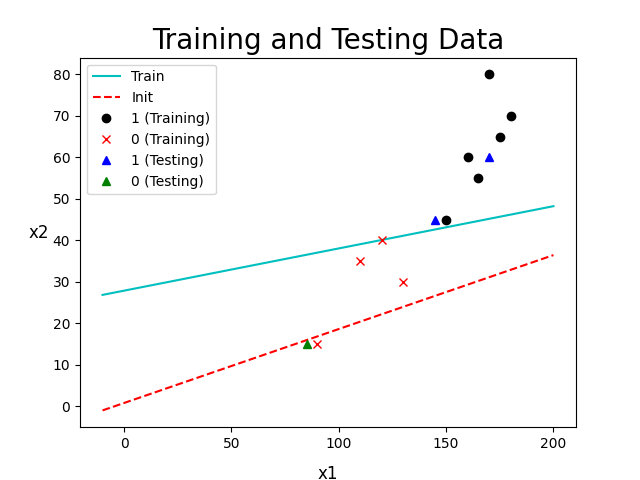 Training and Testing Data
Train
Init
1 (Training)
0 (Training)
1 (Testing)
0 (Testing)
80
70
60
50
40
30
20
10
0
x2
0 50 100 150 200
x1